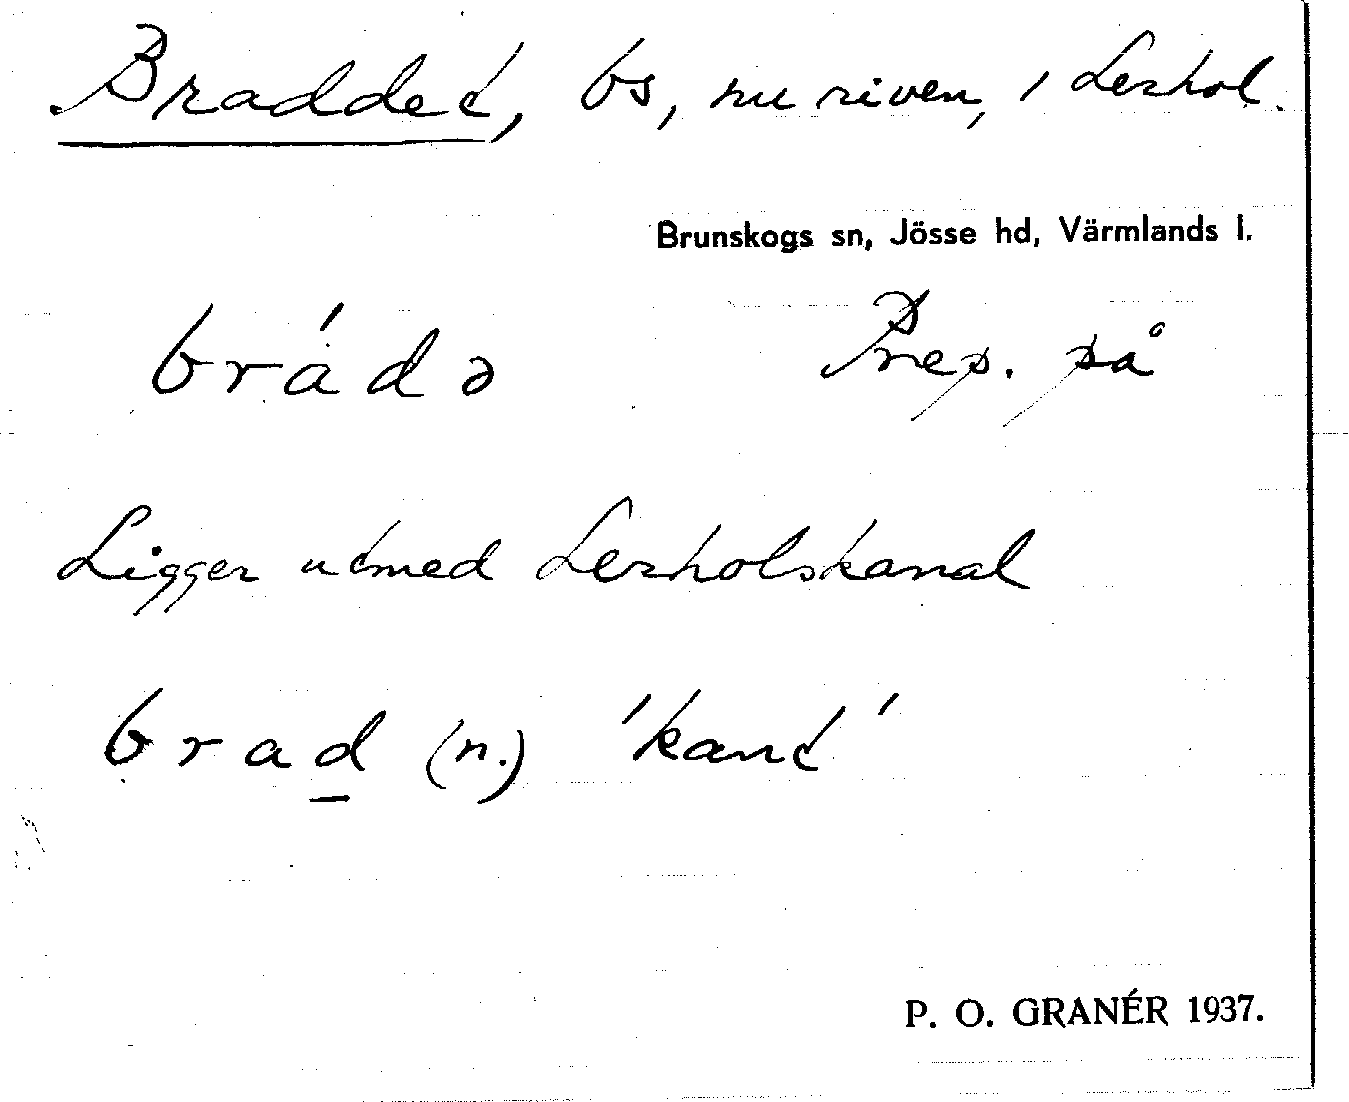 Braddet, bs, nu riven, i Lerhol.
Brunskogs sn, Jösse hd, Värmlands l.
brádə Prep. på
Ligger utmed Lerholskanal
brad (n.) 'kant'
P. O. GRANÉR 1937.